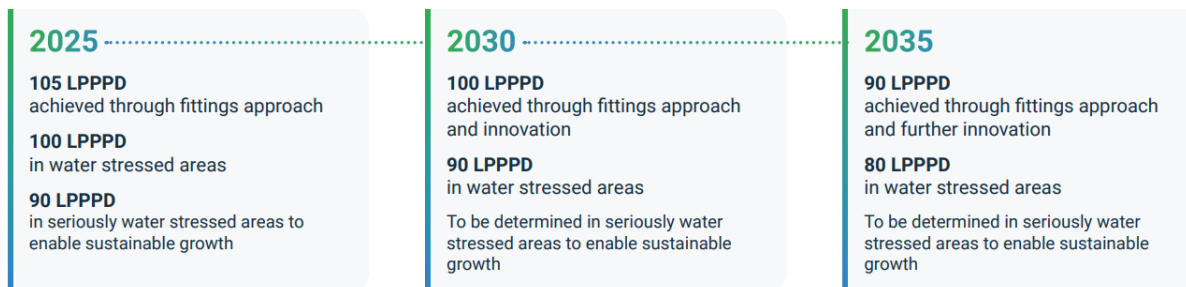 2025
105 LPPPD
achieved through fittings approach
100 LPPPD
in water stressed areas
90 LPPPD
in seriously water stressed areas to
enable sustainable growth
2030
100 LPPPD
achieved through fittings approach
and innovation
90 LPPPD
in water stressed areas
To be determined in seriously water
stressed areas to enable sustainable
growth
2035
90 LPPPD
achieved through fittings approach
and further innovation
80 LPPPD
in water stressed areas
To be determined in seriously water
stressed areas to enable sustainable
growth